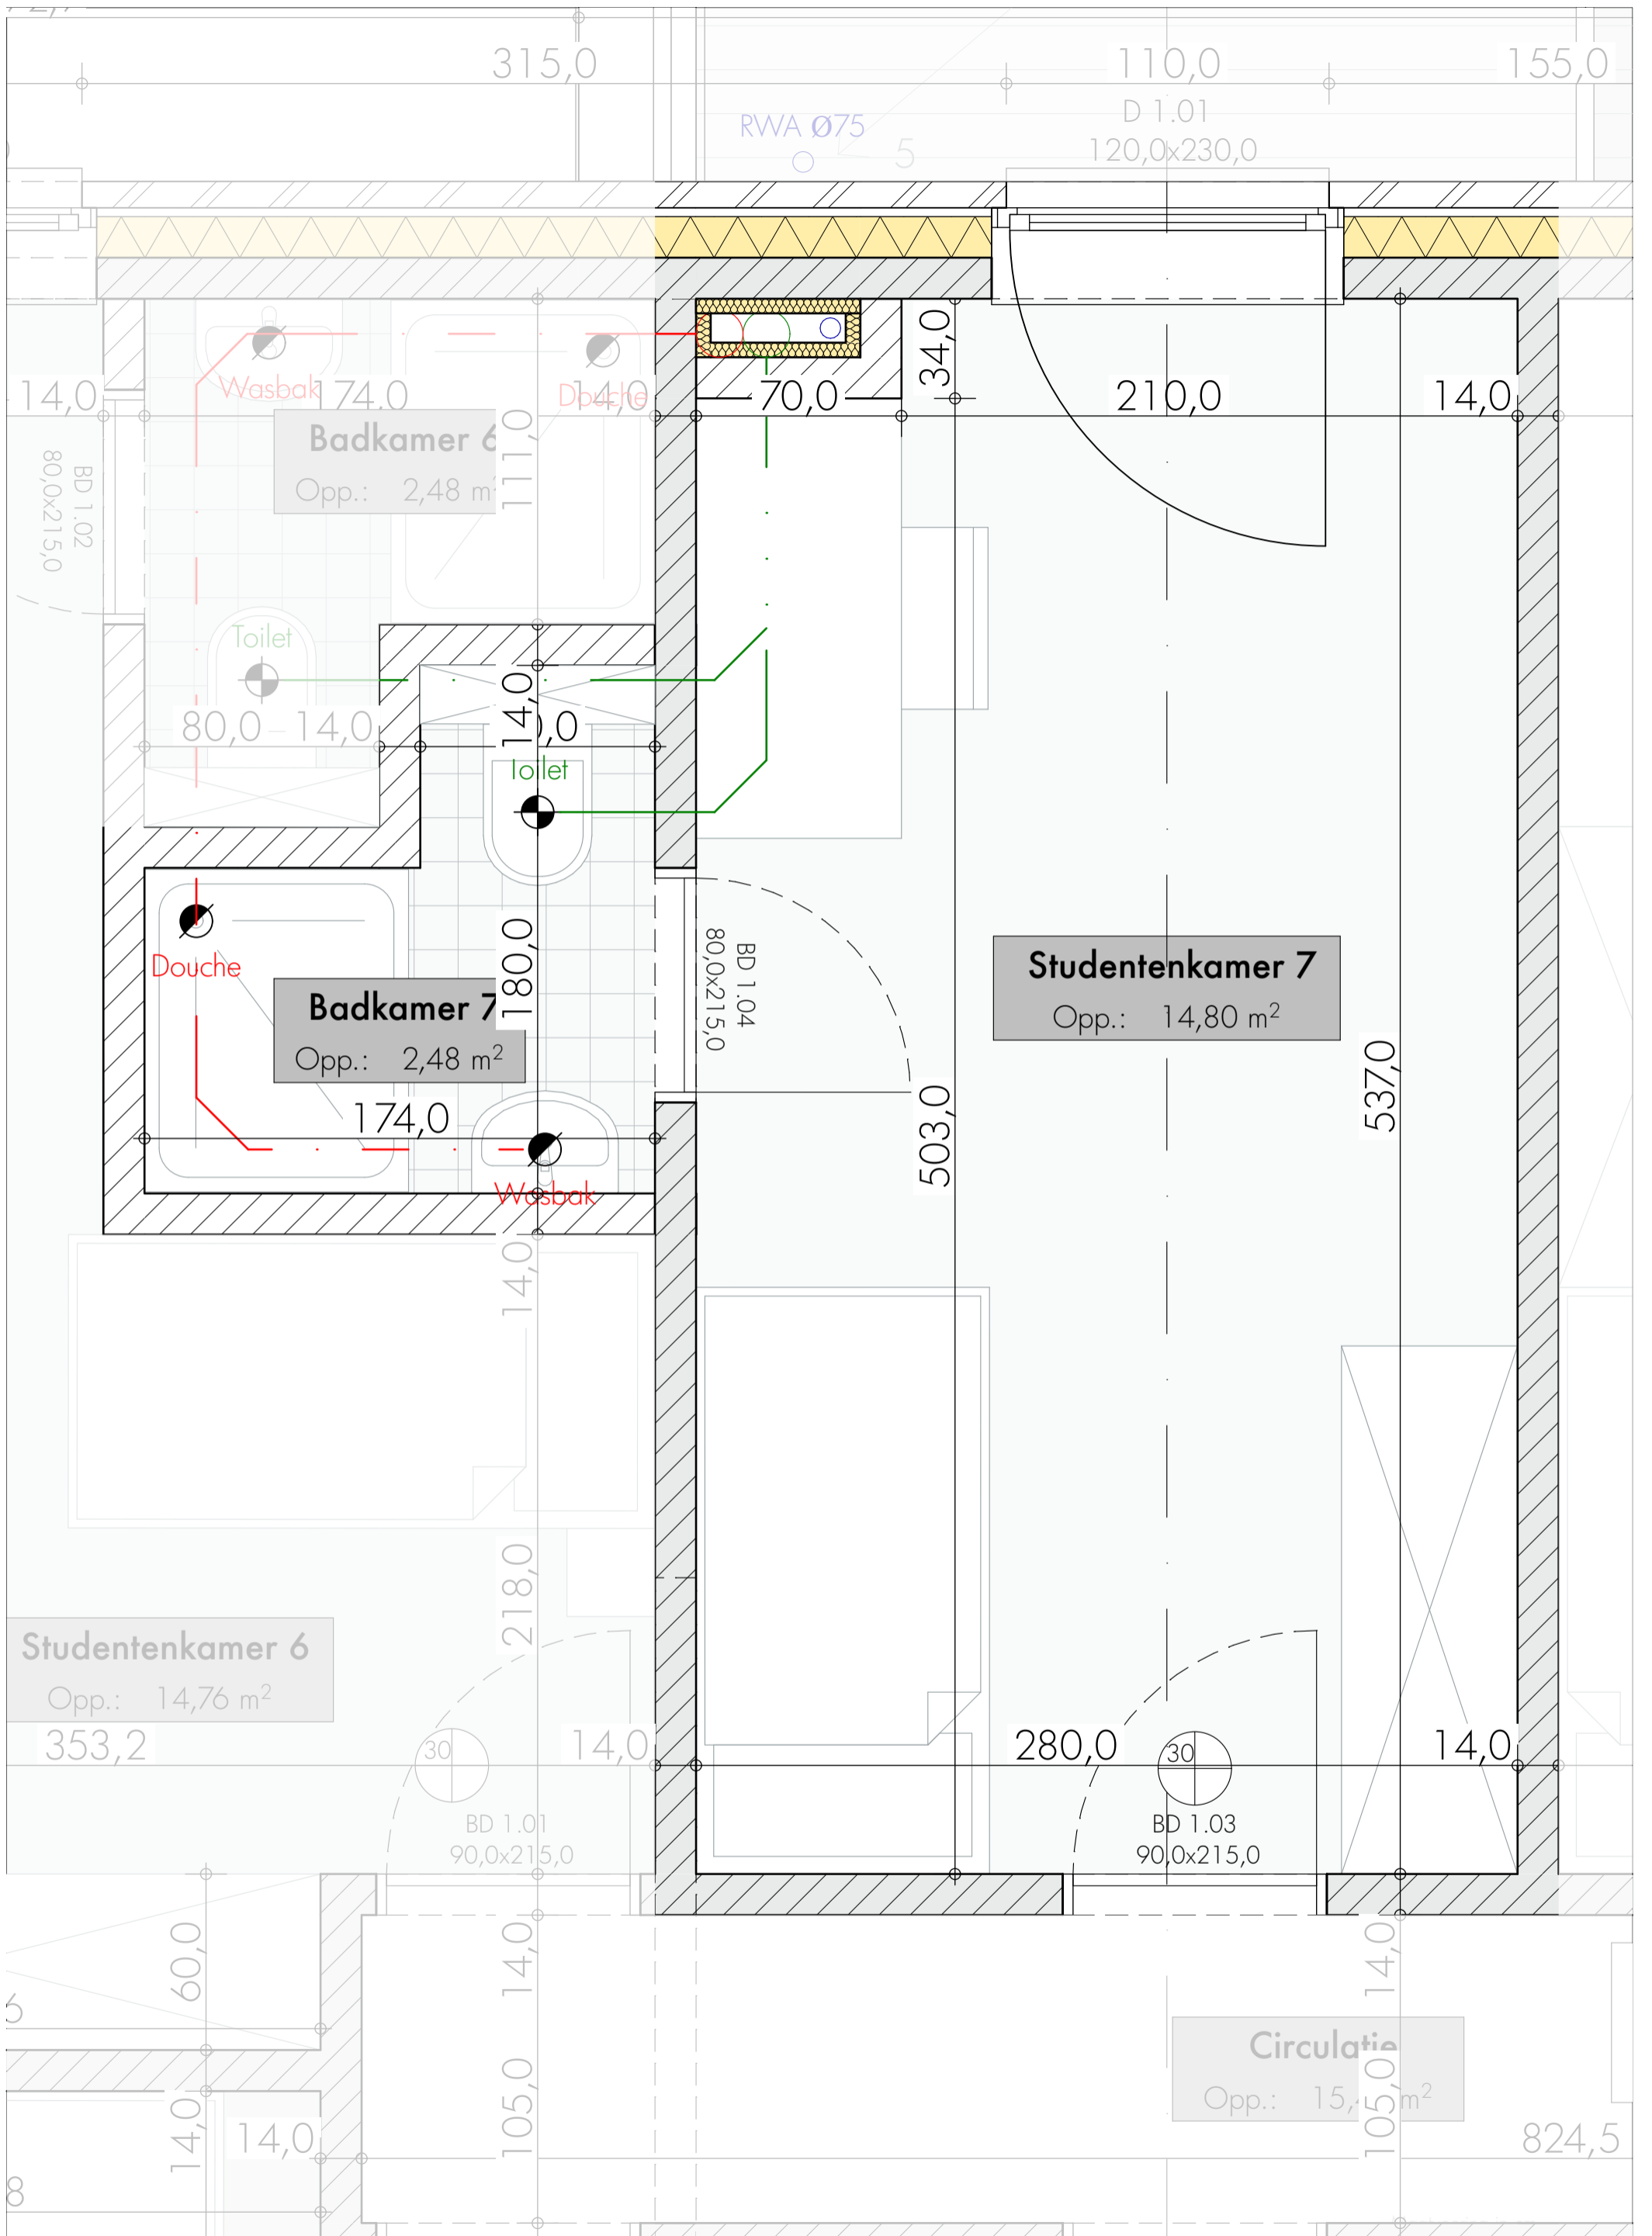 315,0
110,0
155,0
RWA Ø75
5
D 1.01
120,0x230,0
14,0
Wasbak
174,0
Douche
14,0
70,0
34,0
210,0
14,0
Badkamer 6
Opp.: 2,48 m²
111,0
BD 1.02
80,0x215,0
Toilet
80,0
14,0
14,0
Toilet
Douche
Badkamer 7
Opp.: 2,48 m²
180,0
BD 1.04
80,0x215,0
Studentenkamer 7
Opp.: 14,80 m²
174,0
503,0
537,0
Wasbak
14,0
218,0
Studentenkamer 6
Opp.: 14,76 m²
353,2
30
14,0
280,0
30
14,0
BD 1.01
90,0x215,0
BD 1.03
90,0x215,0
60,0
14,0
14,0
Circulatie
Opp.: m²
14,0
14,0
105,0
105,0
824,5